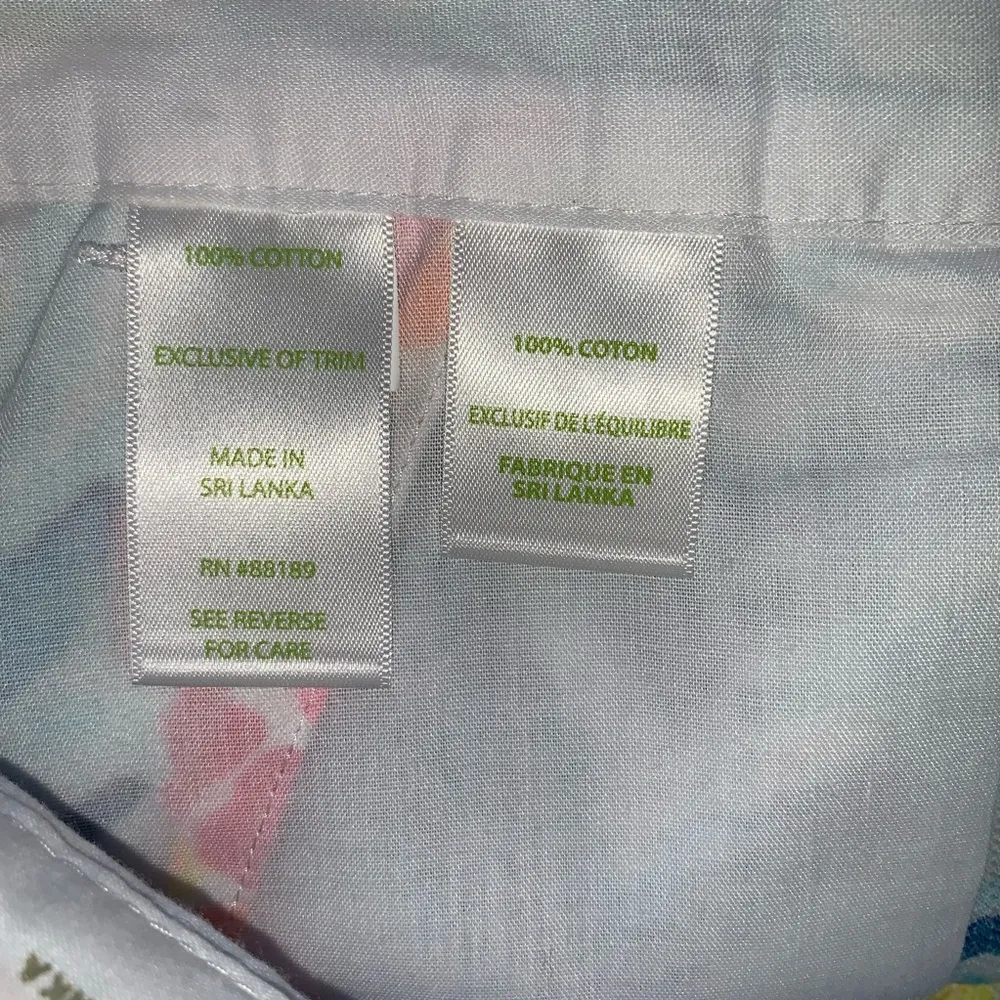 100% COTTON
EXCLUSIVE OF TRIM
MADE IN
SRI LANKA
RN #88189
SEE REVERSE
FOR CARE
100% COTON
EXCLUSIF DE L'ÉQUILIBRE
FABRIQUE EN
SRI LANKA